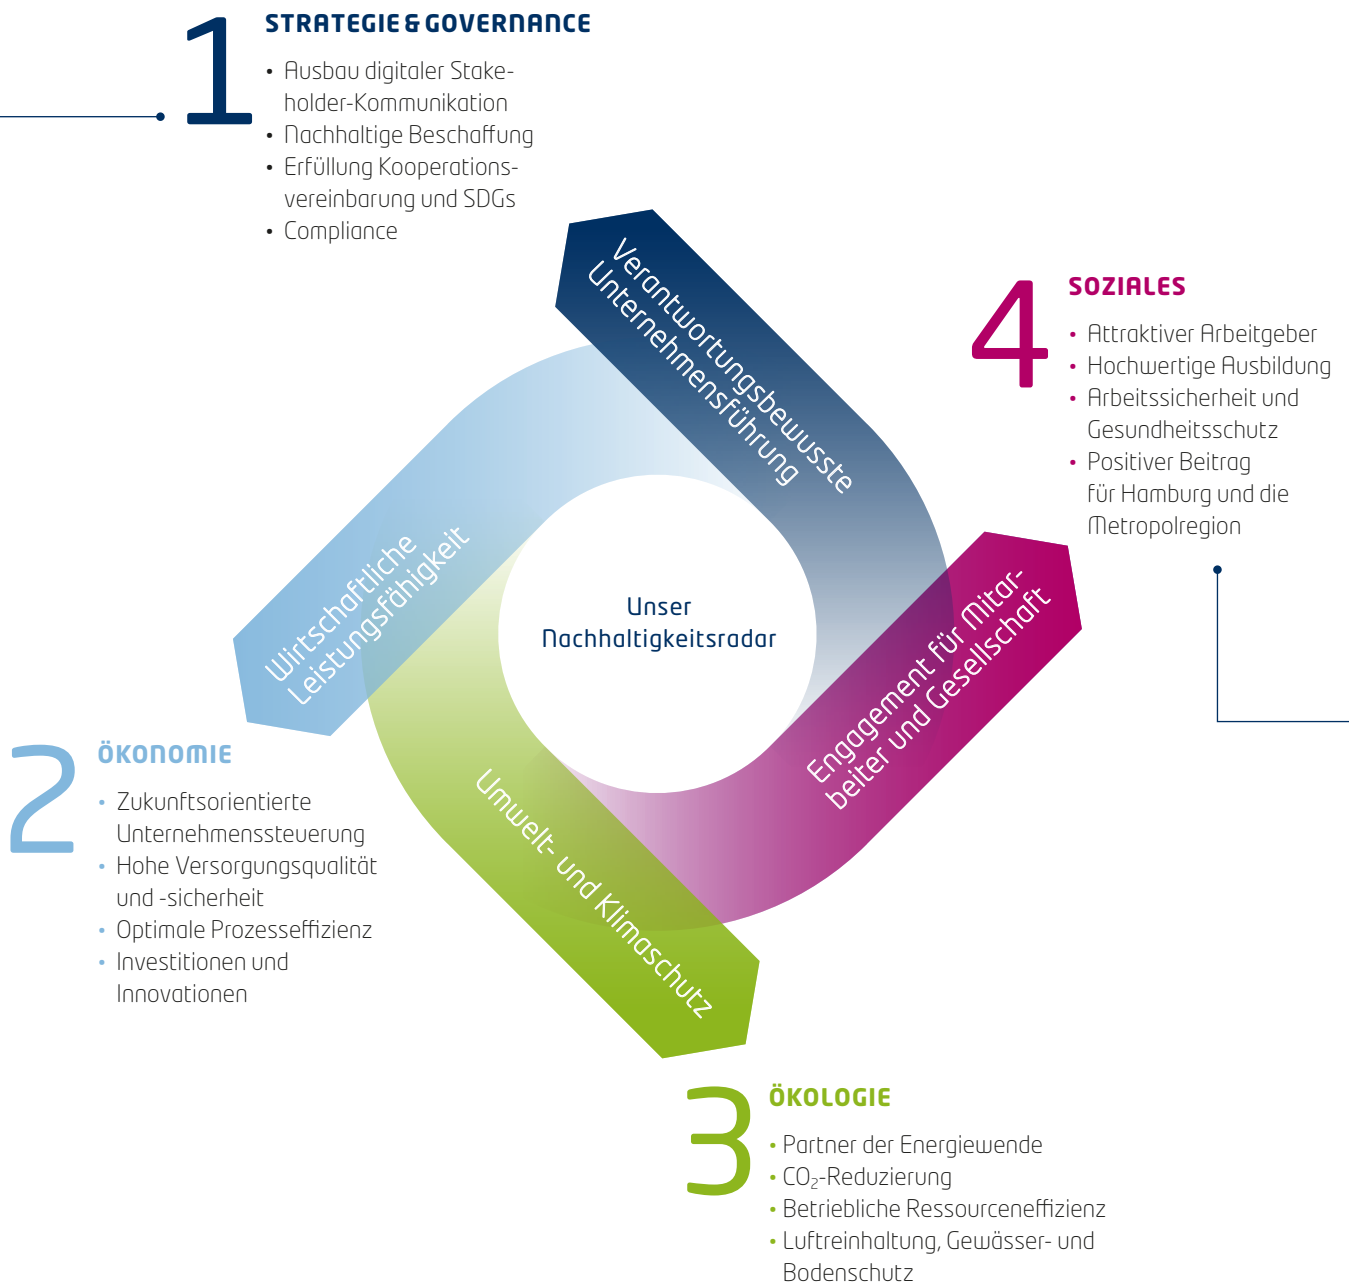 1
STRATEGIE & GOVERNANCE
• Ausbau digitaler Stake-
holder-Kommunikation
• Nachhaltige Beschaffung
• Erfüllung Kooperations-
vereinbarung und SDGs
• Compliance
Verantwortungsbewusste
Unternehmensführung
4
SOZIALES
• Attraktiver Arbeitgeber
• Hochwertige Ausbildung
• Arbeitssicherheit und
Gesundheitsschutz
• Positiver Beitrag
für Hamburg und die
Metropolregion
Wirtschaftliche
Leistungsfähigkeit
Unser
Nachhaltigkeitsradar
Engagement für Mitar-
beiter und Gesellschaft
2
ÖKONOMIE
• Zukunftsorientierte
Unternehmenssteuerung
• Hohe Versorgungsqualität
und -sicherheit
• Optimale Prozesseffizienz
• Investitionen und
Innovationen
Umwelt- und Klimaschutz
3
ÖKOLOGIE
• Partner der Energiewende
• CO₂-Reduzierung
• Betriebliche Ressourceneffizienz
• Luftreinhaltung, Gewässer- und
Bodenschutz